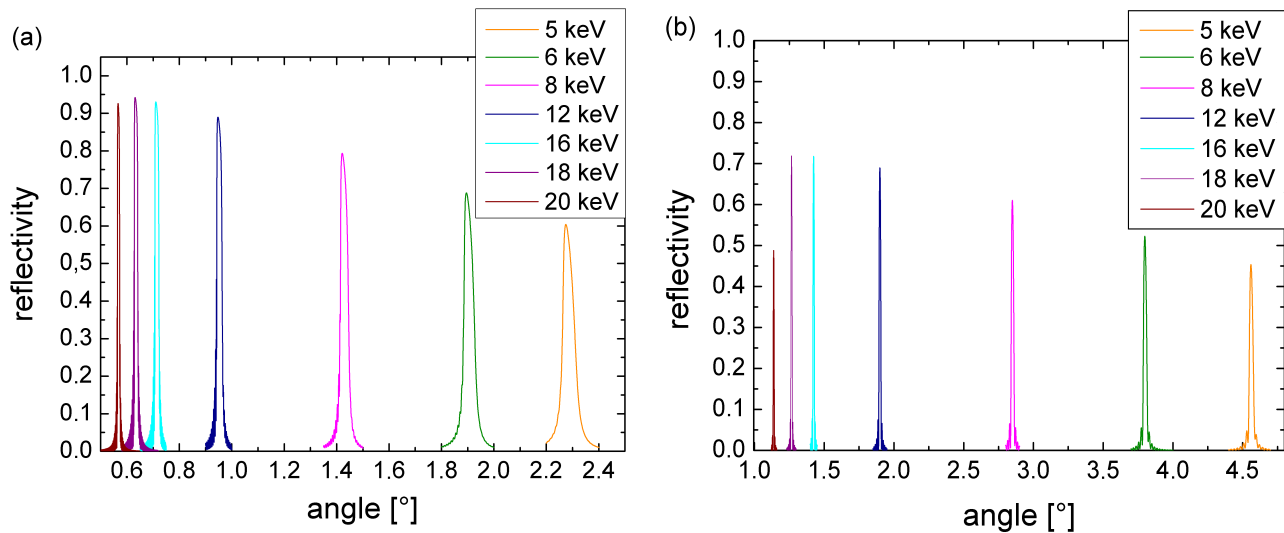 (a)
5 keV
6 keV
8 keV
12 keV
16 keV
18 keV
20 keV
1.0
0.9
0.8
0.7
0.6
0.5
0.4
0.3
0.2
0.1
0.0
reflectivity
0.6 0.8 1.0 1.2 1.4 1.6 1.8 2.0 2.2 2.4
angle [°]
(b)
5 keV
6 keV
8 keV
12 keV
16 keV
18 keV
20 keV
1.0
0.9
0.8
0.7
0.6
0.5
0.4
0.3
0.2
0.1
0.0
reflectivity
1.0 1.5 2.0 2.5 3.0 3.5 4.0 4.5
angle [°]